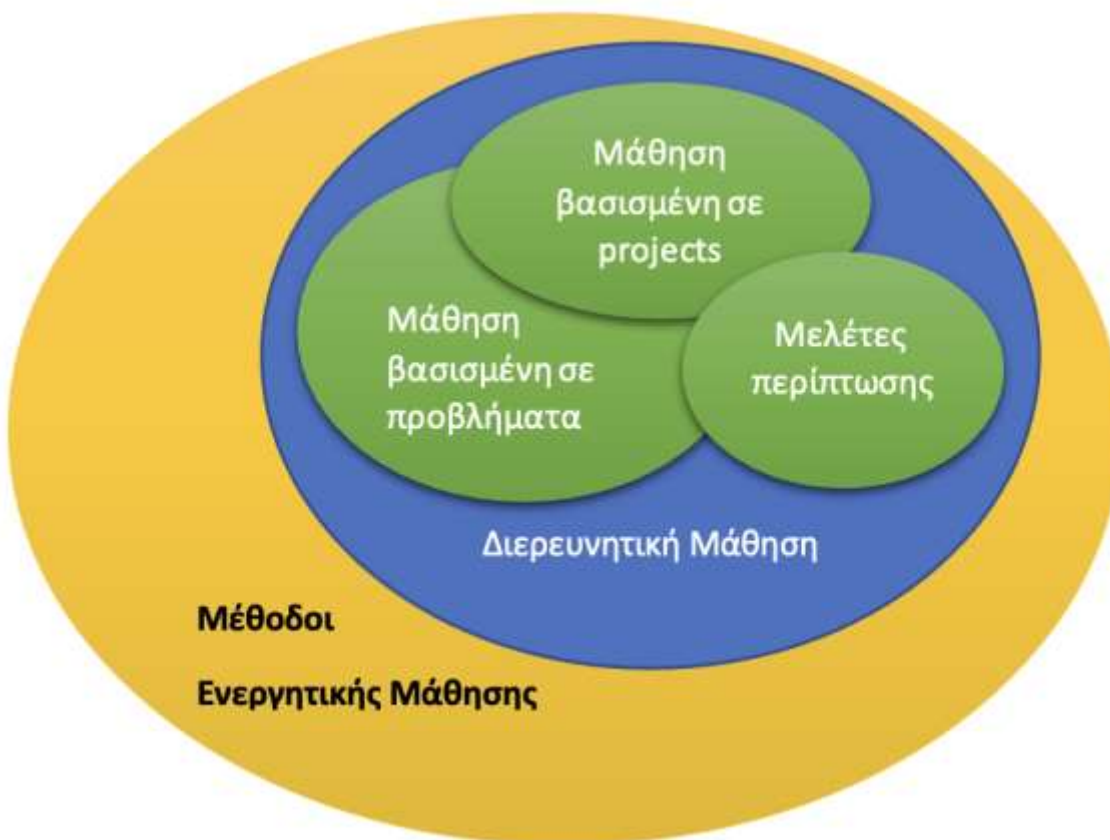 Μάθηση
βασισμένη σε
projects
Μάθηση
βασισμένη σε
προβλήματα
Μελέτες
περίπτωσης
Διερευνητική Μάθηση
Μέθοδοι
Ενεργητικής Μάθησης